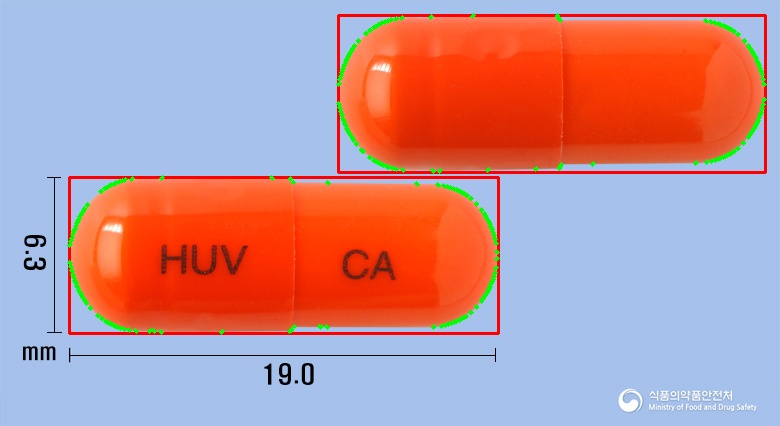 HUV CA
6.3
mm
19.0
식품의약품안전처
Ministry of Food and Drug Safety